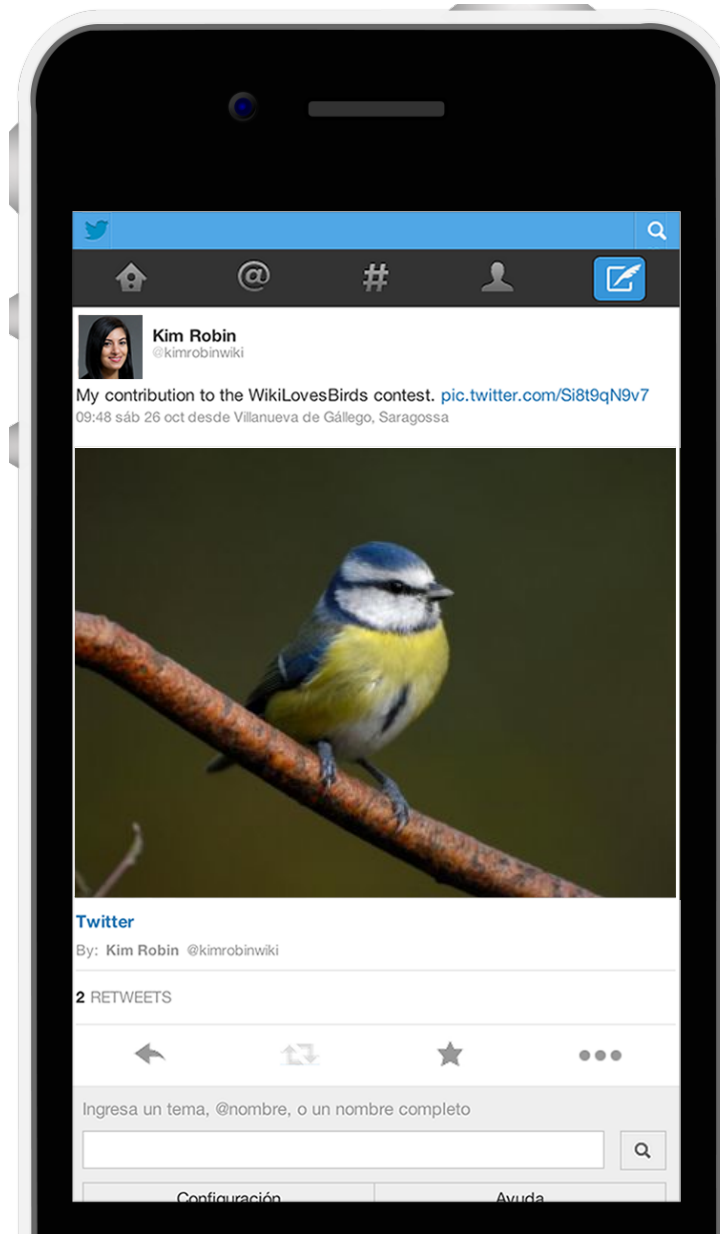 Kim Robin
@kimrobinwiki
My contribution to the WikiLovesBirds contest. pic.twitter.com/Si8t9qN9v7
09:48 sáb 26 oct desde Villanueva de Gállego, Saragossa
Twitter
By: Kim Robin @kimrobinwiki
2 RETWEETS
Ingresa un tema, @nombre, o un nombre completo
Configuración Ayuda